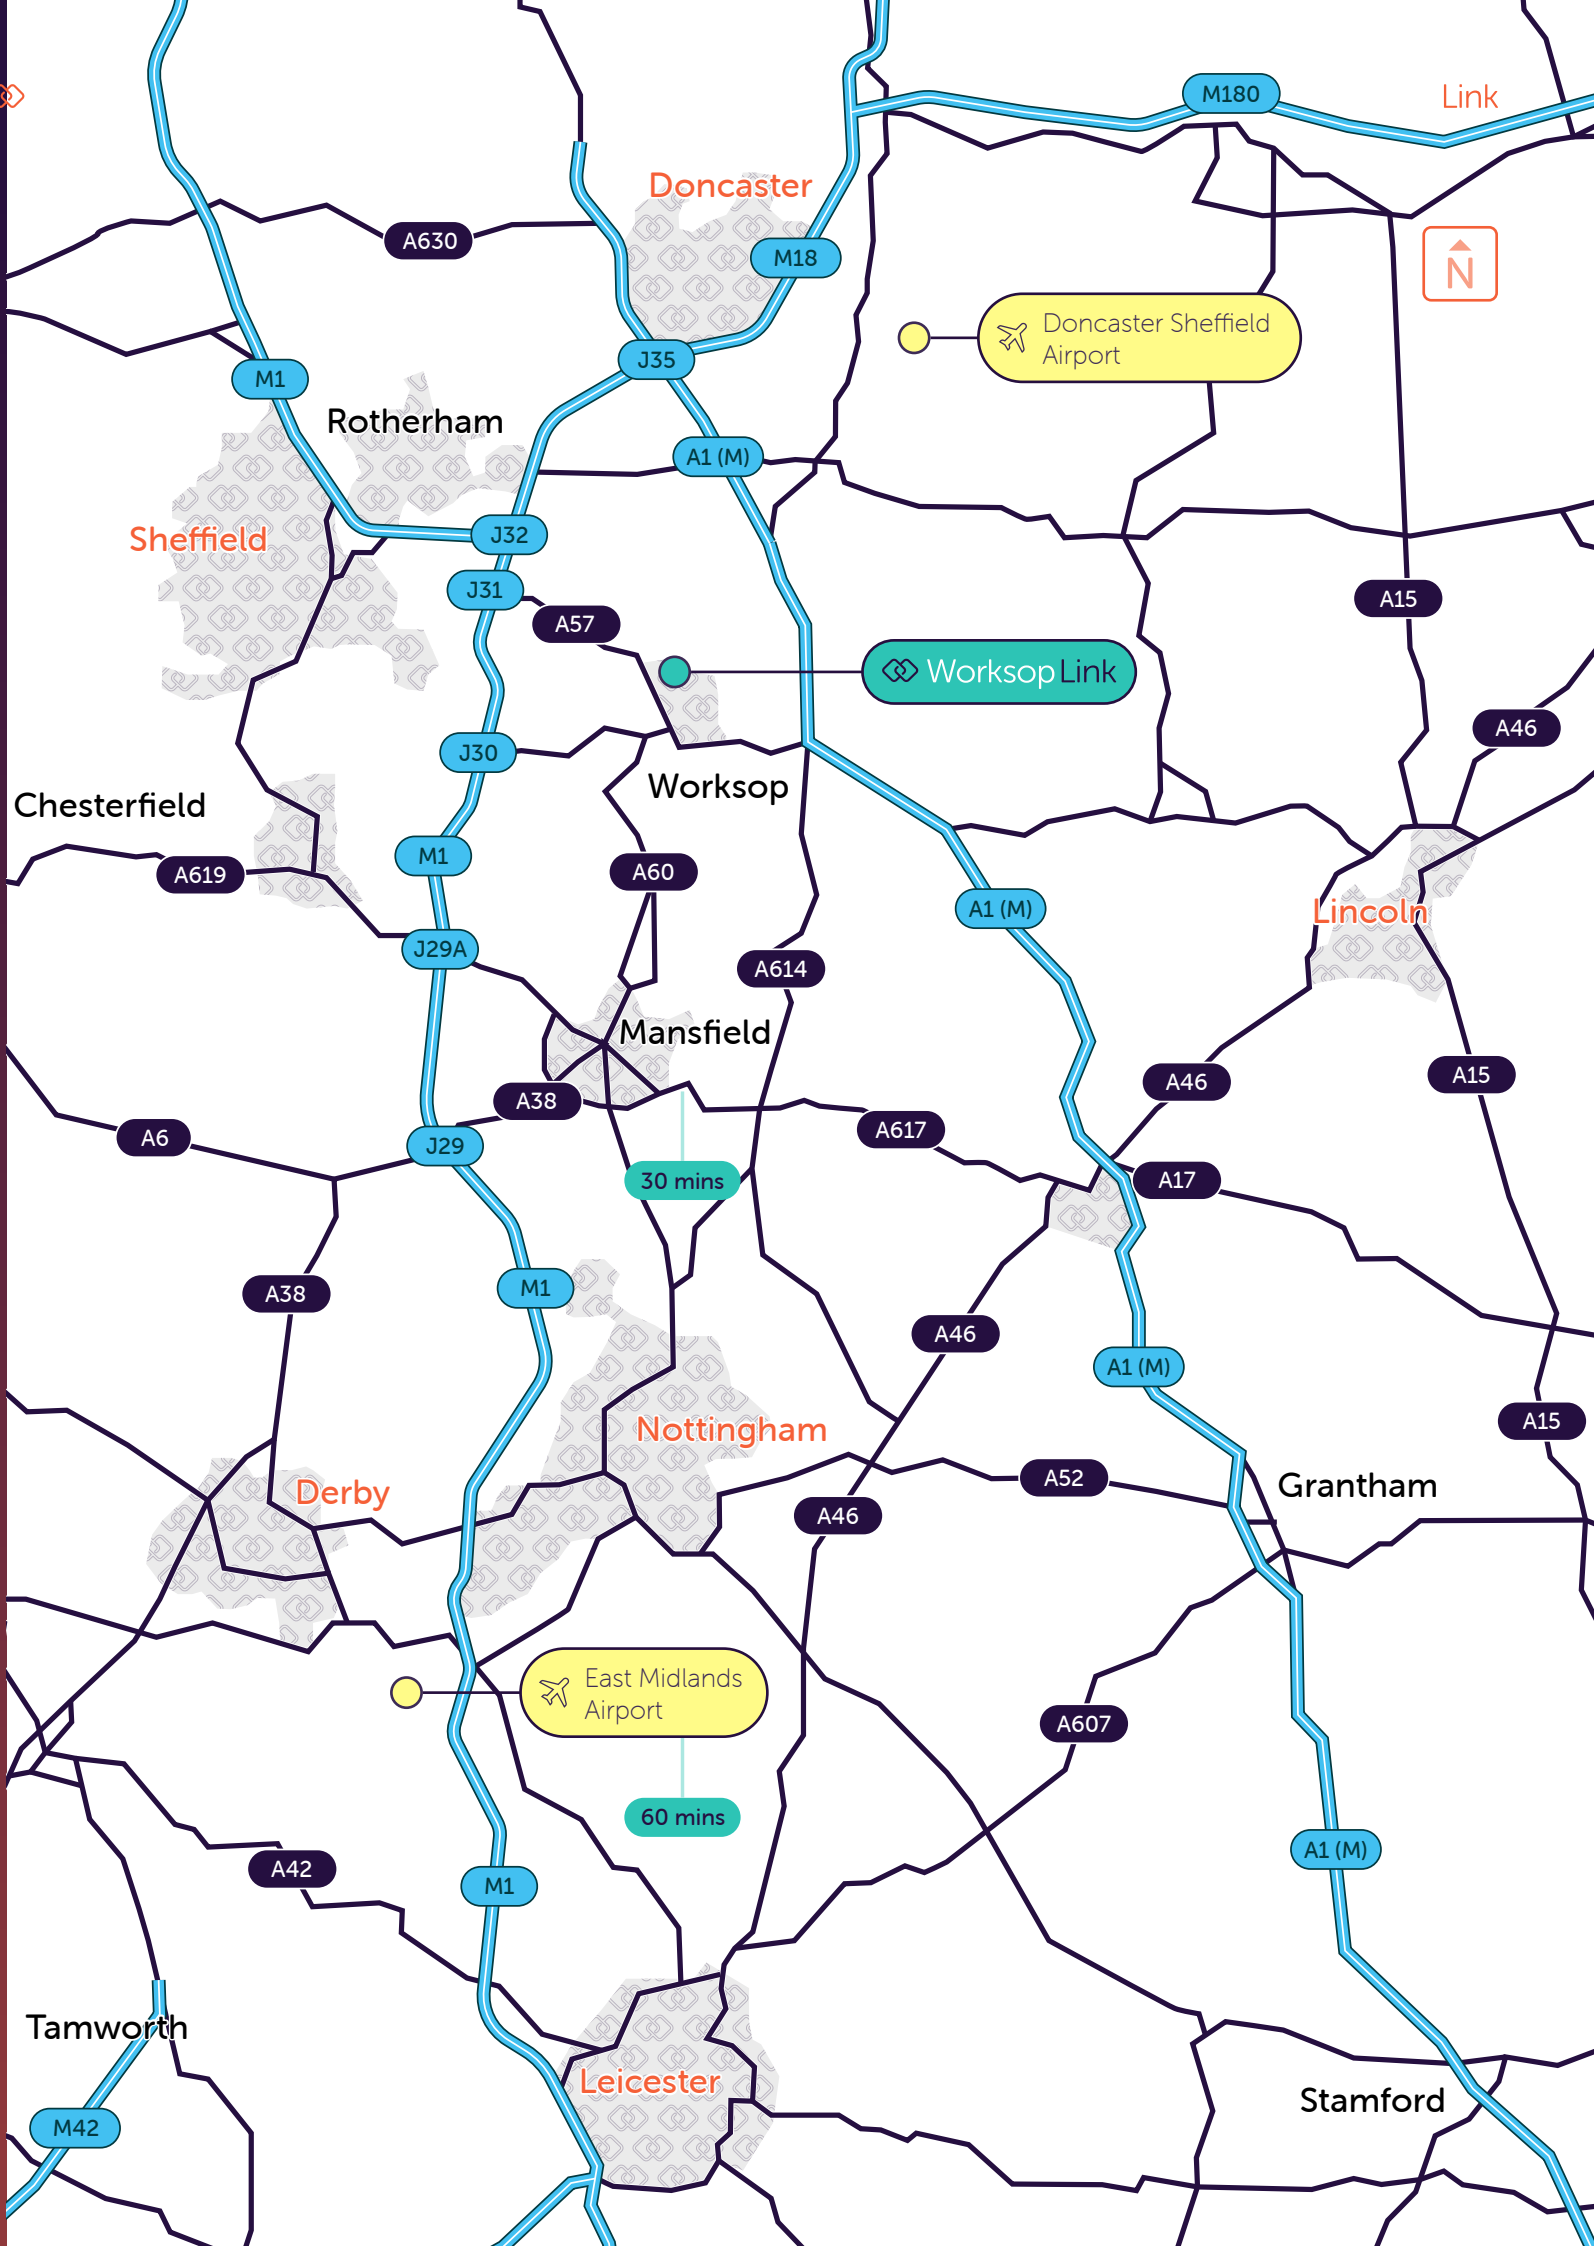 M180
Link
Doncaster
A630
M18
N
Doncaster Sheffield
Airport
J35
M1
Rotherham
A1 (M)
Sheffield
J32
J31
A57
A15
Worksop Link
A46
J30
Worksop
Chesterfield
M1
A619
A60
A1 (M)
Lincoln
J29A
A614
Mansfield
A15
A46
A38
A617
A6
J29
30 mins
A17
M1
A38
A46
A1 (M)
A15
Nottingham
A52
Grantham
Derby
A46
East Midlands
Airport
A607
60 mins
A1 (M)
A42
M1
Tamworth
Leicester
Stamford
M42